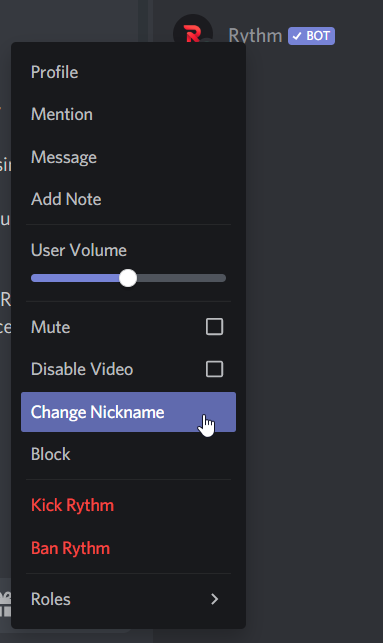 Rythm BOT
Profile
Mention
Message
Add Note
User Volume
Mute
Disable Video
Change Nickname
Block
Kick Rythm
Ban Rythm
Roles